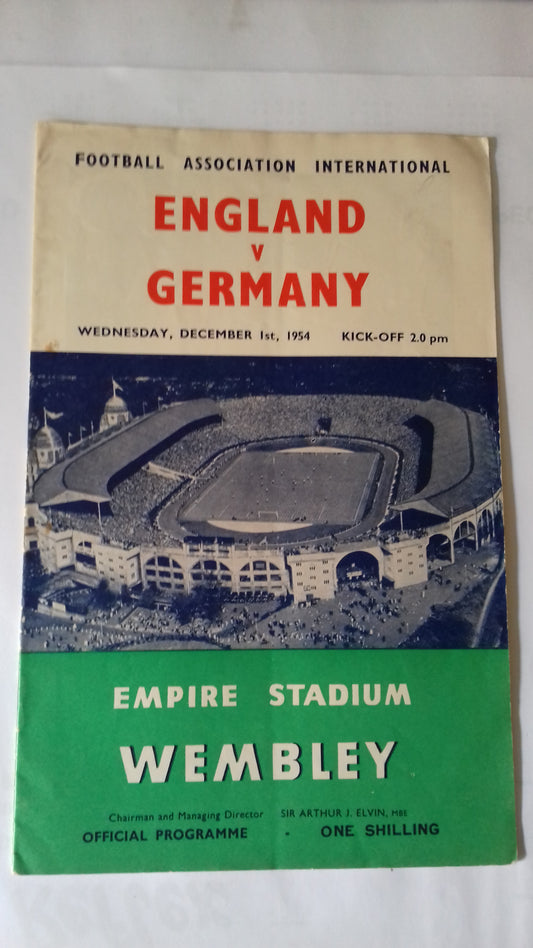 FOOTBALL ASSOCIATION INTERNATIONAL
ENGLAND
V
GERMANY
WEDNESDAY, DECEMBER 1st, 1954 KICK-OFF 2.0 pm
EMPIRE STADIUM
WEMBLEY
Chairman and Managing Director SIR ARTHUR J. ELVIN, MBE
OFFICIAL PROGRAMME - ONE SHILLING